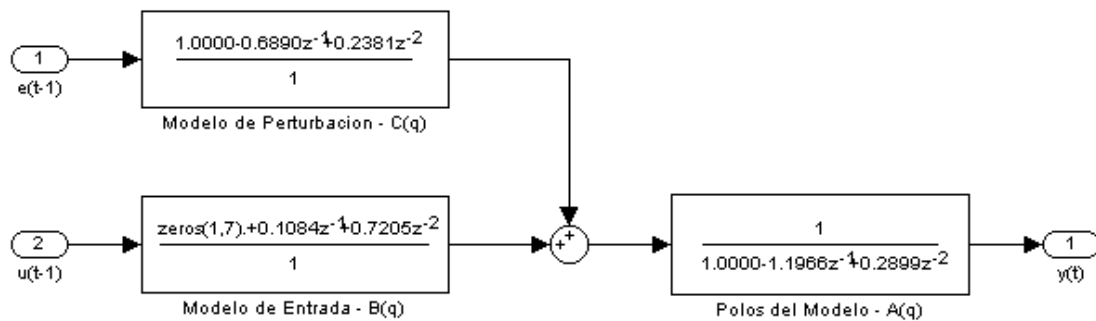 1.0000-0.6890z^-1+0.2381z^-2
1
1
e(t-1)
Modelo de Perturbacion - C(q)
zeros(1,7).+0.1084z^-1+0.7205z^-2
1
2
u(t-1)
Modelo de Entrada - B(q)
+
+
1
1.0000-1.1966z^-1+0.2899z^-2
Polos del Modelo - A(q)
1
y(t)